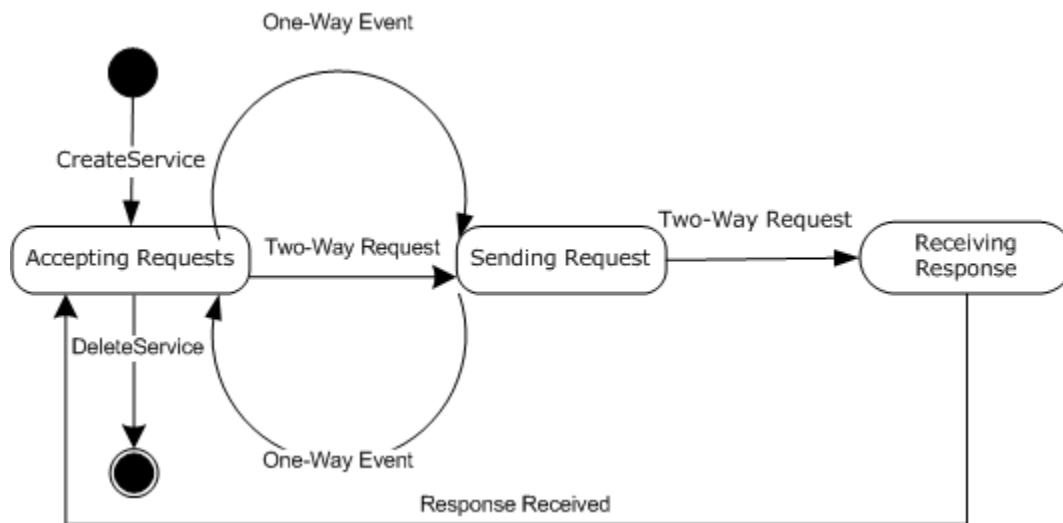 One-Way Event
CreateService
Accepting Requests
Two-Way Request
Sending Request
Two-Way Request
Receiving
Response
DeleteService
One-Way Event
Response Received